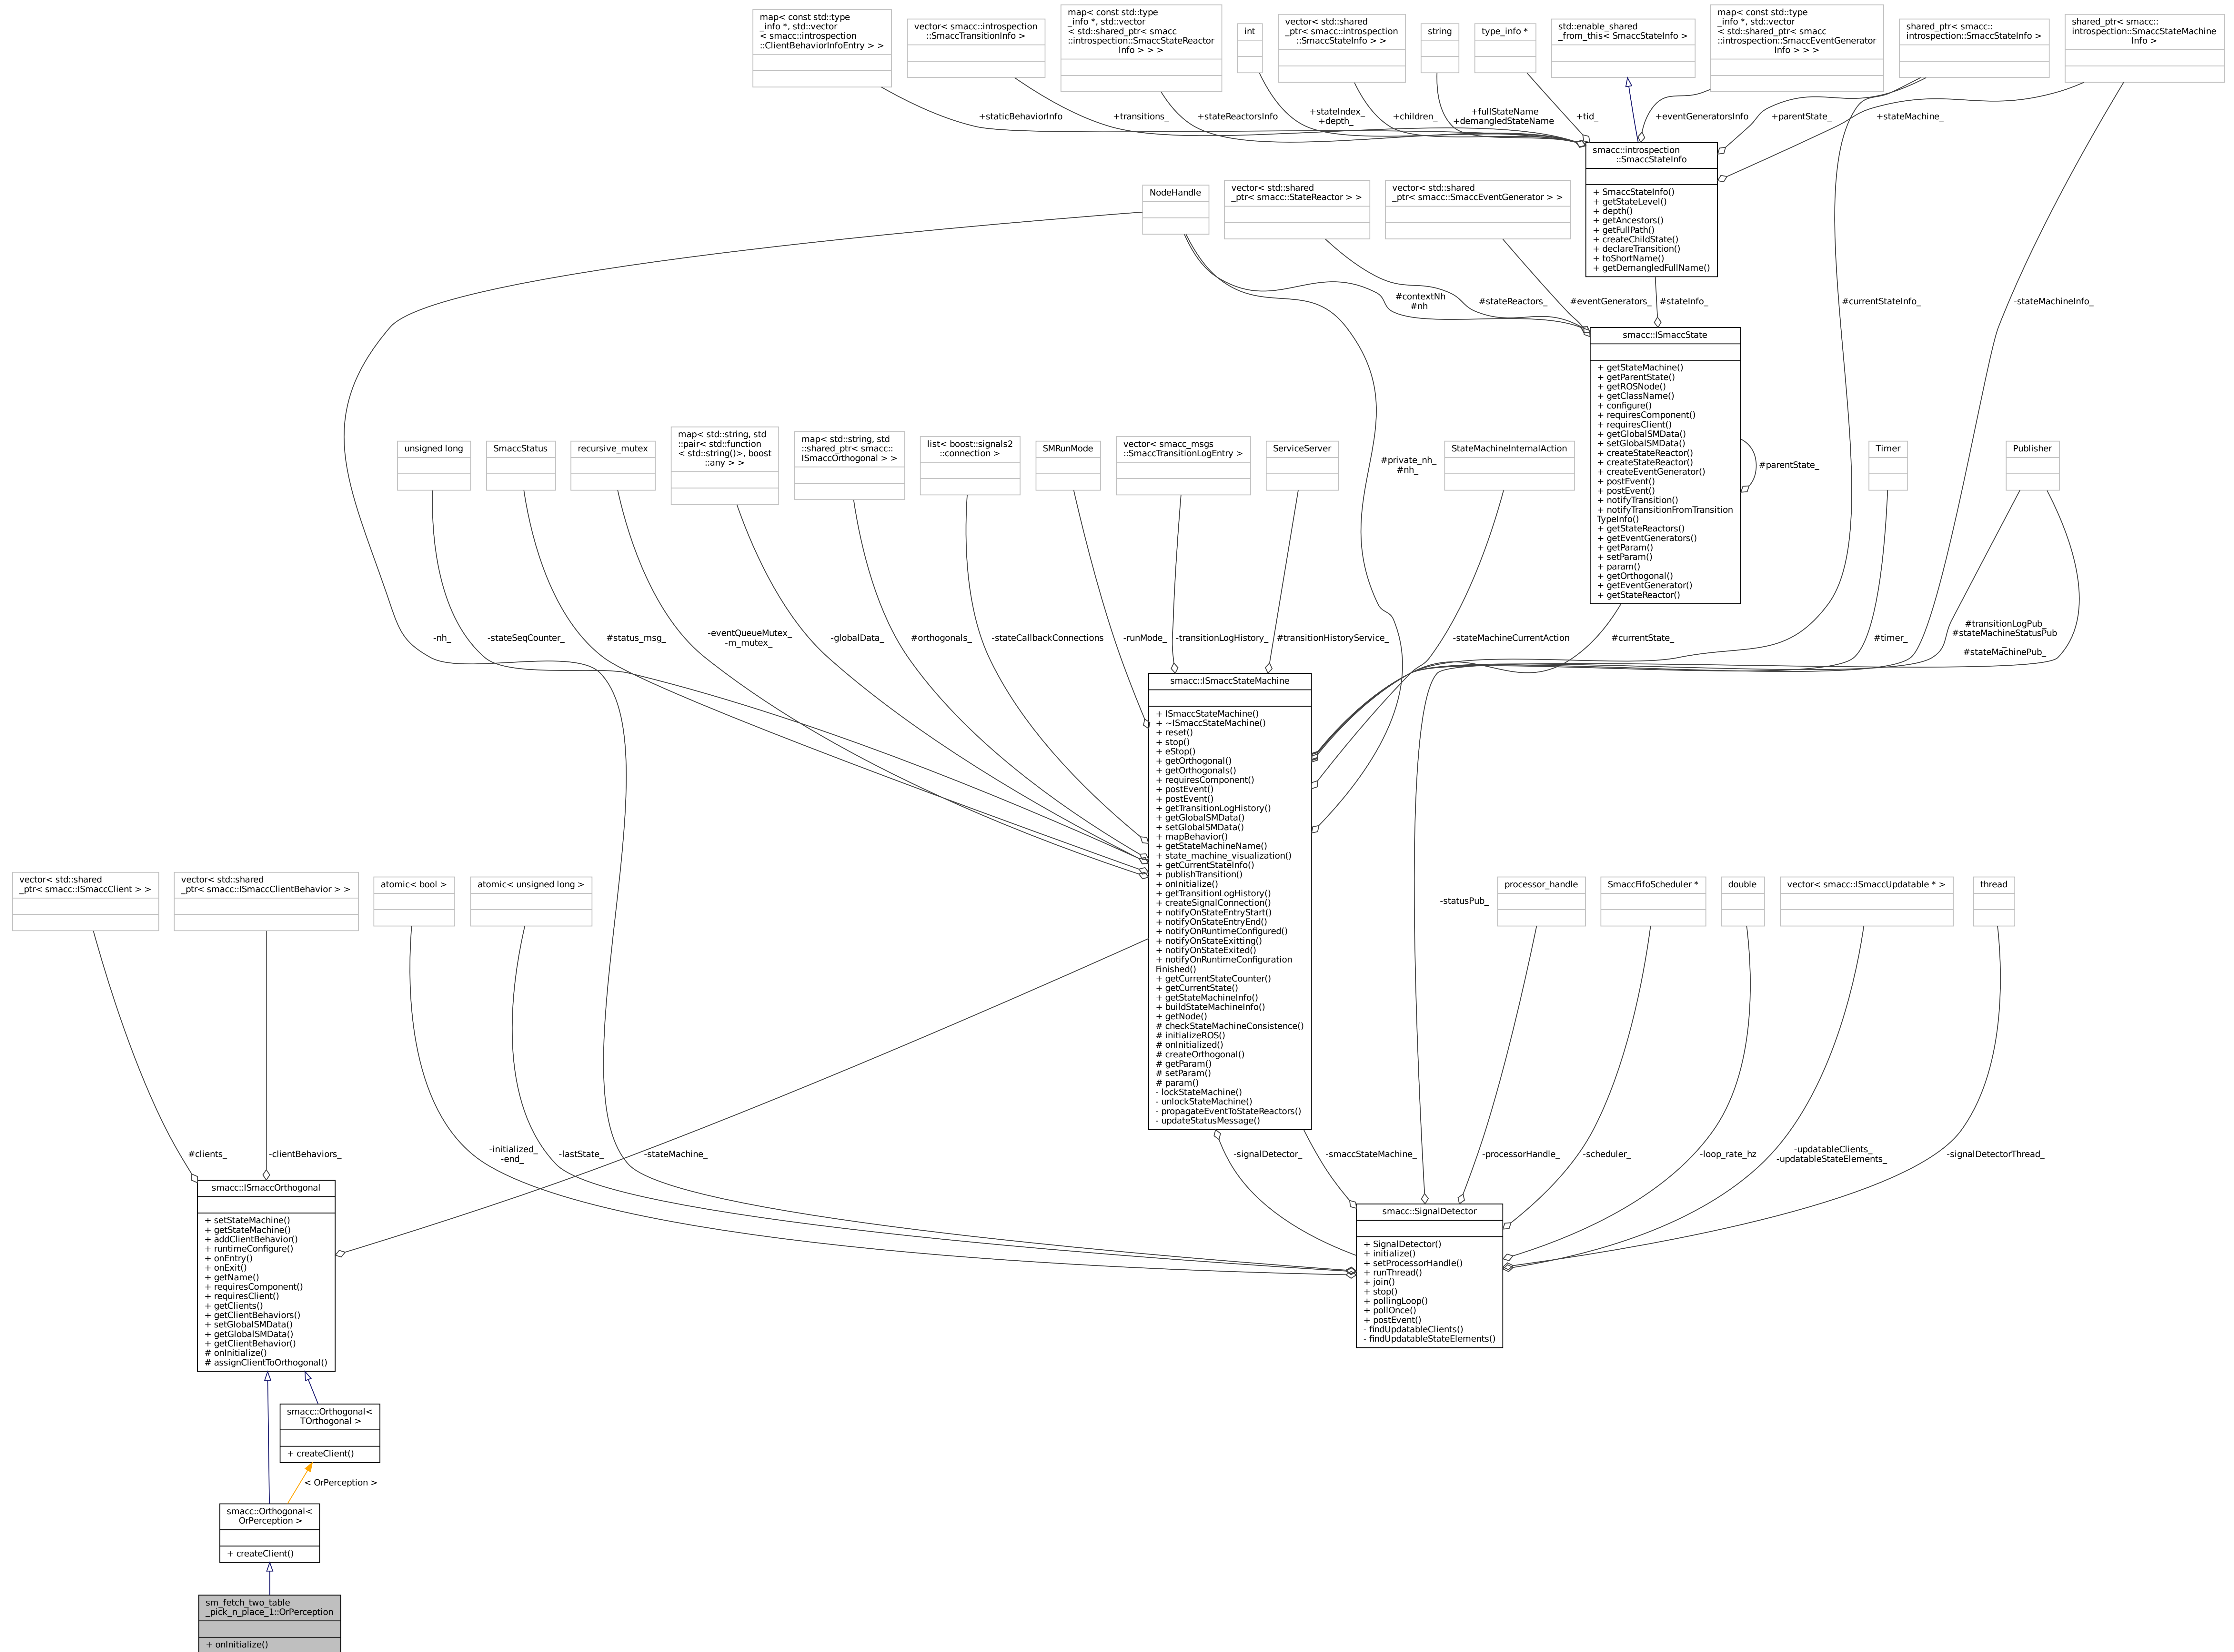 map< const std::type
_info *, std::vector
< smacc::introspection
::ClientBehaviorInfoEntry > >
vector< smacc::introspection
::SmaccTransitionInfo >
map< const std::type
_info *, std::vector
< std::shared_ptr< smacc
::introspection::SmaccStateReactor
Info > > >
int
vector< std::shared
_ptr< smacc::introspection
::SmaccStateInfo > >
string
type_info *
std::enable_shared
_from_this< SmaccStateInfo >
map< const std::type
_info *, std::vector
< std::shared_ptr< smacc
::introspection::SmaccEventGenerator
Info > > >
shared_ptr< smacc::
introspection::SmaccStateInfo >
shared_ptr< smacc::
introspection::SmaccStateMachine
Info >
+staticBehaviorInfo
+transitions_
+stateReactorsInfo
+stateIndex_
+depth_
+children_
+fullStateName
+demangledStateName
+tid_
+eventGeneratorsInfo
+parentState_
+stateMachine_
smacc::introspection
::SmaccStateInfo
+ SmaccStateInfo()
+ getStateLevel()
+ depth()
+ getAncestors()
+ getFullPath()
+ createChildState()
+ declareTransition()
+ toShortName()
+ getDemangledFullName()
NodeHandle
vector< std::shared
_ptr< smacc::StateReactor > >
vector< std::shared
_ptr< smacc::SmaccEventGenerator > >
#contextNh
#nh
#stateReactors_
#eventGenerators_
#stateInfo_
#currentStateInfo_
-stateMachineInfo_
smacc::ISmaccState
+ getStateMachine()
+ getParentState()
+ getROSNode()
+ getClassName()
+ configure()
+ requiresComponent()
+ requiresClient()
+ getGlobalSMData()
+ setGlobalSMData()
+ createStateReactor()
+ createStateReactor()
+ createEventGenerator()
+ postEvent()
+ postEvent()
+ notifyTransition()
+ notifyTransitionFromTransition
TypeInfo()
+ getStateReactors()
+ getEventGenerators()
+ getParam()
+ setParam()
+ param()
+ getOrthogonal()
+ getEventGenerator()
+ getStateReactor()
#parentState_
unsigned long
SmaccStatus
recursive_mutex
map< std::string, std
::pair< std::function
< std::string()>, boost
::any > >
map< std::string, std
::shared_ptr< smacc::
ISmaccOrthogonal > >
list< boost::signals2
::connection >
SMRunMode
vector< smacc_msgs
::SmaccTransitionLogEntry >
ServiceServer
#private_nh_
#nh_
StateMachineInternalAction
Timer
Publisher
-nh_
-stateSeqCounter_
#status_msg_
-eventQueueMutex_
-m_mutex_
-globalData_
#orthogonals_
-stateCallbackConnections
-runMode_
-transitionLogHistory_
#transitionHistoryService_
-stateMachineCurrentAction
#currentState_
#timer_
#transitionLogPub_
#stateMachineStatusPub
_
#stateMachinePub_
smacc::ISmaccStateMachine
+ ISmaccStateMachine()
+ ~ISmaccStateMachine()
+ reset()
+ stop()
+ eStop()
+ getOrthogonal()
+ getOrthogonals()
+ requiresComponent()
+ postEvent()
+ postEvent()
+ getTransitionLogHistory()
+ getGlobalSMData()
+ setGlobalSMData()
+ mapBehavior()
+ getStateMachineName()
+ state_machine_visualization()
+ getCurrentStateInfo()
+ publishTransition()
+ onInitialize()
+ getTransitionLogHistory()
+ createSignalConnection()
+ notifyOnStateEntryStart()
+ notifyOnStateEntryEnd()
+ notifyOnRuntimeConfigured()
+ notifyOnStateExitting()
+ notifyOnStateExited()
+ notifyOnRuntimeConfiguration
Finished()
+ getCurrentStateCounter()
+ getCurrentState()
+ getStateMachineInfo()
+ buildStateMachineInfo()
+ getNode()
# checkStateMachineConsistence()
# initializeROS()
# onInitialized()
# createOrthogonal()
# getParam()
# setParam()
# param()
- lockStateMachine()
- unlockStateMachine()
- propagateEventToStateReactors()
- updateStatusMessage()
vector< std::shared
_ptr< smacc::ISmaccClient > >
vector< std::shared
_ptr< smacc::ISmaccClientBehavior > >
atomic< bool >
atomic< unsigned long >
-statusPub_
processor_handle
SmaccFifoScheduler *
double
vector< smacc::ISmaccUpdatable * >
thread
#clients_
-clientBehaviors_
-initialized_
-end_
-lastState_
-stateMachine_
-signalDetector_
-smaccStateMachine_
-processorHandle_
-scheduler_
-loop_rate_hz
-updatableClients_
-updatableStateElements_
-signalDetectorThread_
smacc::ISmaccOrthogonal
+ setStateMachine()
+ getStateMachine()
+ addClientBehavior()
+ runtimeConfigure()
+ onEntry()
+ onExit()
+ getName()
+ requiresComponent()
+ requiresClient()
+ getClients()
+ getClientBehaviors()
+ setGlobalSMData()
+ getGlobalSMData()
+ getClientBehavior()
# onInitialize()
# assignClientToOrthogonal()
smacc::SignalDetector
+ SignalDetector()
+ initialize()
+ setProcessorHandle()
+ runThread()
+ join()
+ stop()
+ pollingLoop()
+ pollOnce()
+ postEvent()
- findUpdatableClients()
- findUpdatableStateElements()
smacc::Orthogonal<
TOrthogonal >
+ createClient()
< OrPerception >
smacc::Orthogonal<
OrPerception >
+ createClient()
sm_fetch_two_table
_pick_n_place_1::OrPerception
+ onInitialize()